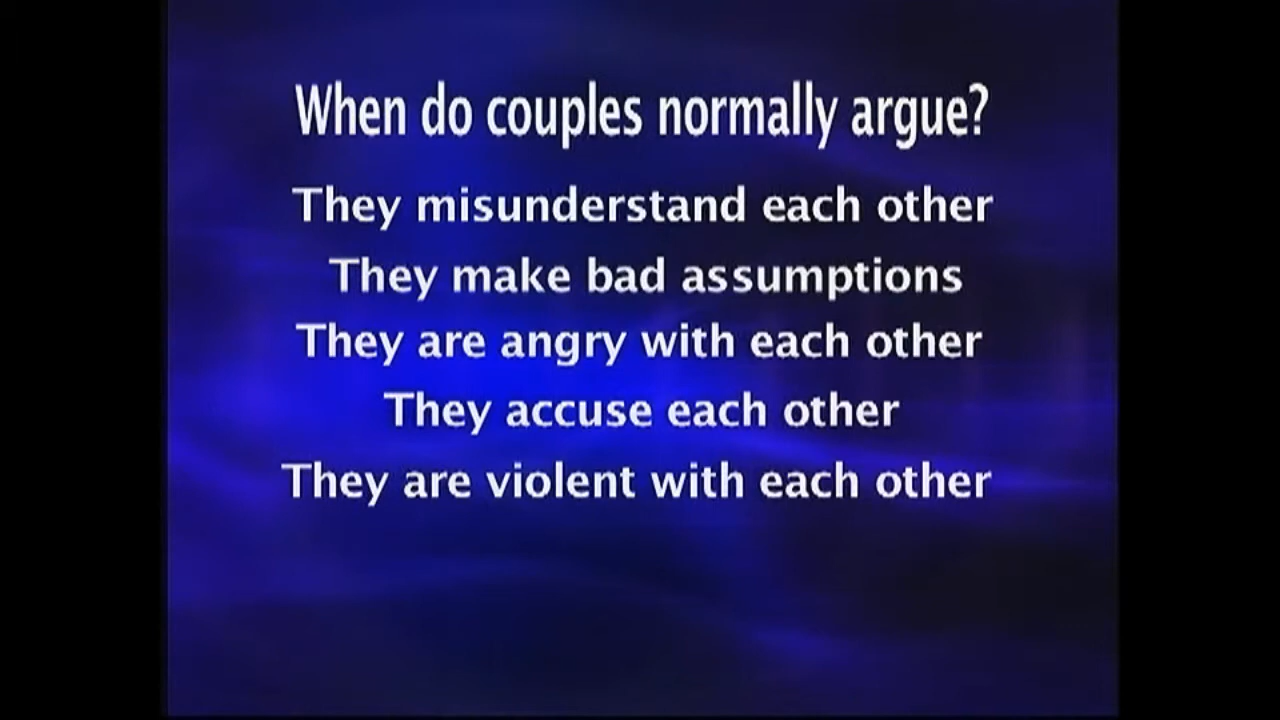 When do couples normally argue?
They misunderstand each other
They make bad assumptions
They are angry with each other
They accuse each other
They are violent with each other